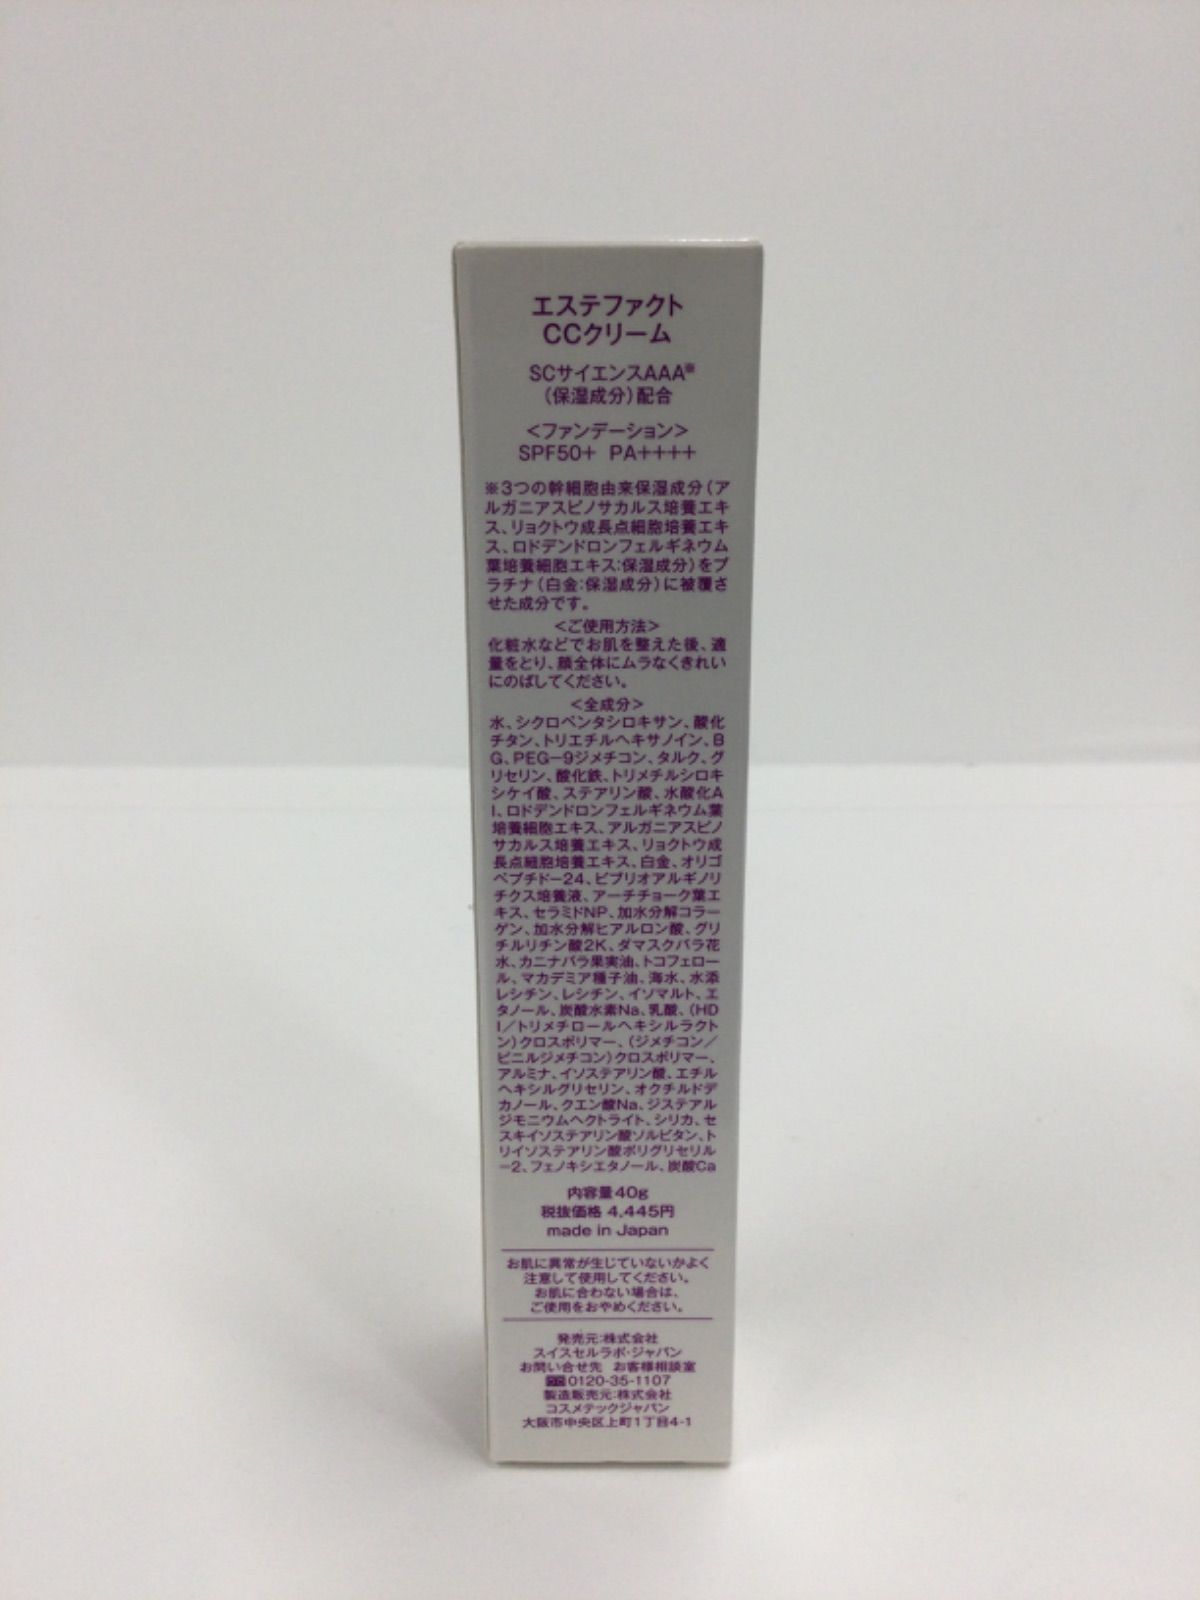 エステファクト
CCクリーム
SCサイエンスAAA※
(保湿成分)配合
<ファンデーション>
SPF50+ PA++++
※3つの幹細胞由来保湿成分(ア
ルガニアスピノサカルス培養エキ
ス、リョクトウ成長点細胞培養エキ
ス、ロドデンドロンフェルギネウム
葉培養細胞エキス:保湿成分)をプ
ラチナ(白金:保湿成分)に被覆さ
せた成分です。
<ご使用方法>
化粧水などでお肌を整えた後、適
量をとり、顔全体にムラなくきれい
にのばしてください。
<全成分>
水、シクロペンタシロキサン、酸化
チタン、トリエチルヘキサノイン、B
G、PEG-9ジメチコン、タルク、グ
リセリン、酸化鉄、トリメチルシロキ
シケイ酸、ステアリン酸、水酸化A
l、ロドデンドロンフェルギネウム葉
培養細胞エキス、アルガニアスピノ
サカルス培養エキス、リョクトウ成
長点細胞培養エキス、白金、オリゴ
ペプチド-24、ビブリオアルギノリ
チクス培養液、アーチチョーク葉エ
キス、セラミドNP、加水分解コラー
ゲン、加水分解ヒアルロン酸、グリ
チルリチン酸2K、ダマスクバラ花
水、カニナバラ果実油、トコフェロー
ル、マカデミア種子油、海水、水添
レシチン、レシチン、イソマルト、エ
タノール、炭酸水素Na、乳酸、(HD
I/トリメチロールヘキシルラクト
ン)クロスポリマー、(ジメチコン/
ビニルジメチコン)クロスポリマー、
アルミナ、イソステアリン酸、エチル
ヘキシルグリセリン、オクチルドデ
カノール、クエン酸Na、ジステアル
ジモニウムヘクトライト、シリカ、セ
スキイソステアリン酸ソルビタン、ト
リイソステアリン酸ポリグリセリル
-2、フェノキシエタノール、炭酸Ca
内容量40g
税抜価格 4,445円
made in Japan
お肌に異常が生じていないかよく
注意して使用してください。
お肌に合わない場合は、
ご使用をおやめください。
発売元:株式会社
スイスセルラボ・ジャパン
お問い合せ先 お客様相談室
0120-35-1107
製造販売元:株式会社
コスメテックジャパン
大阪市中央区上町1丁目4-1